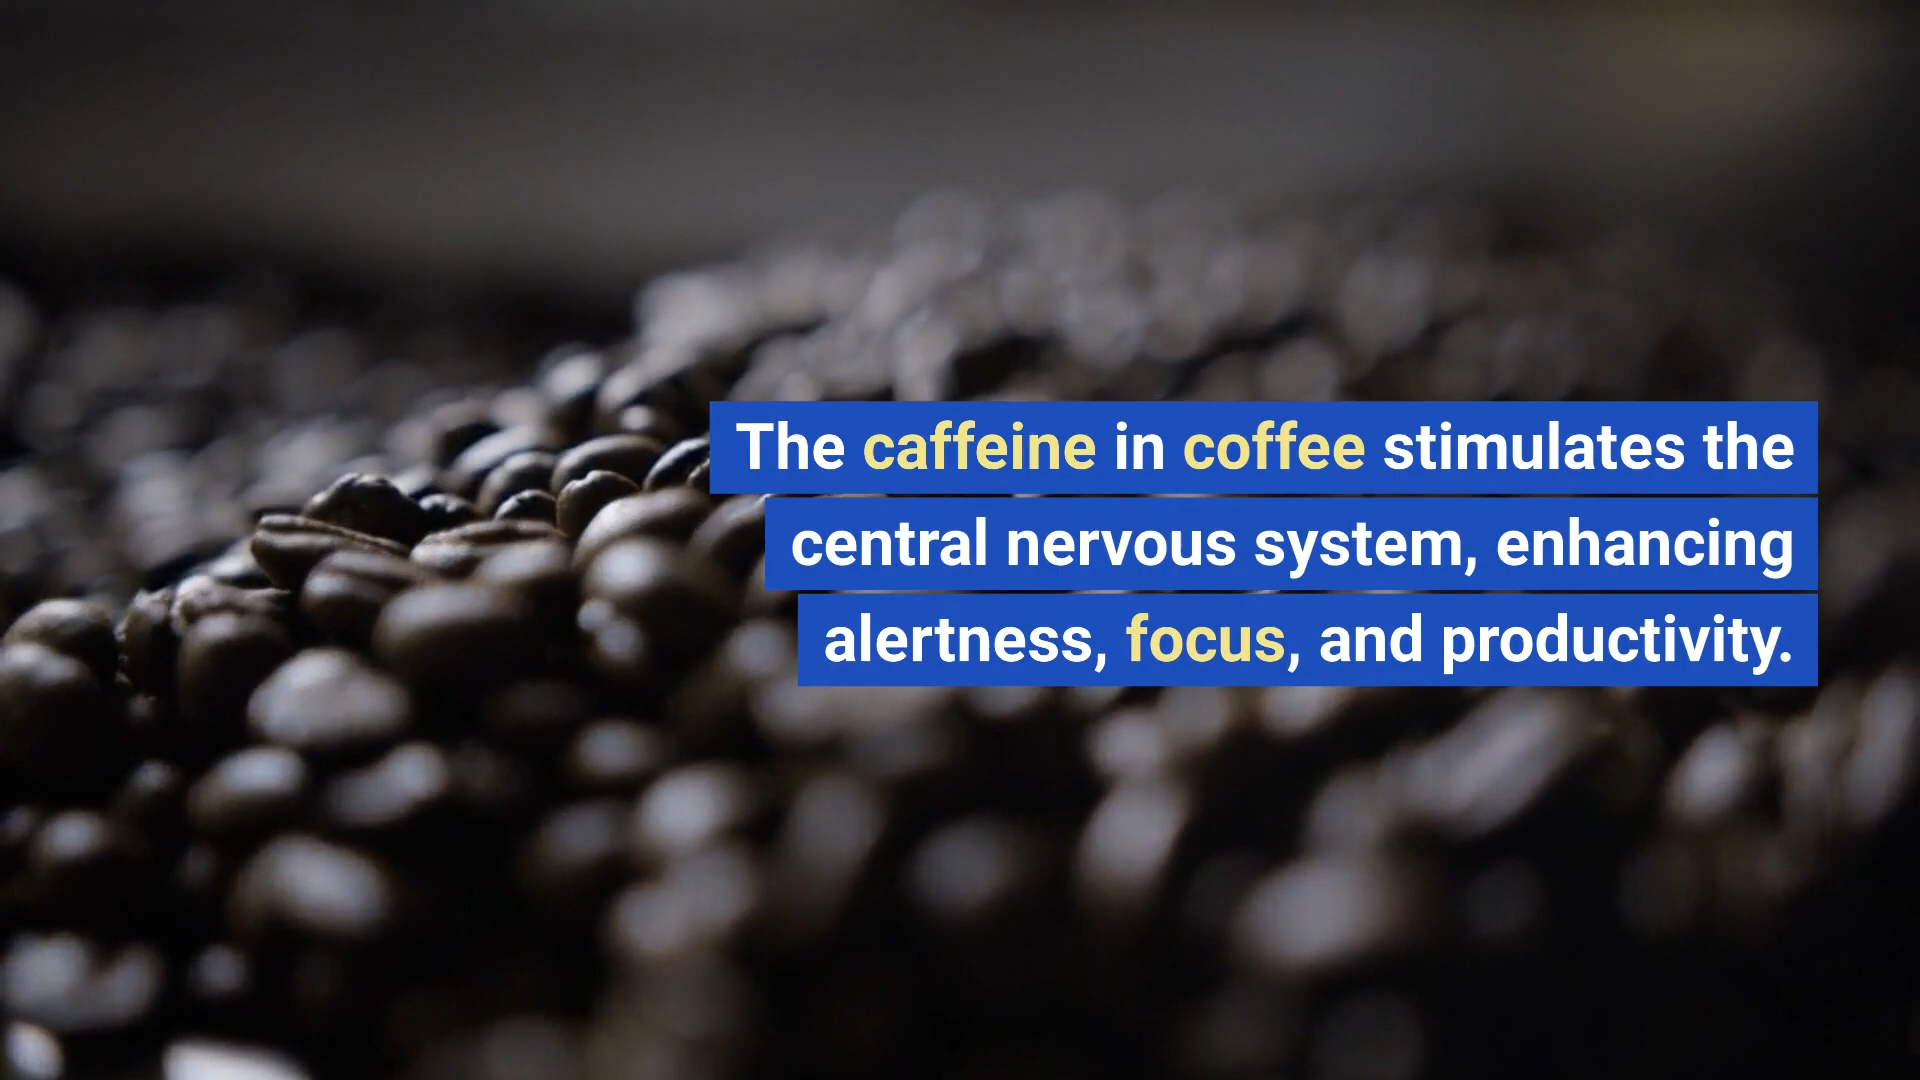 The caffeine in coffee stimulates the
central nervous system, enhancing
alertness, focus, and productivity.